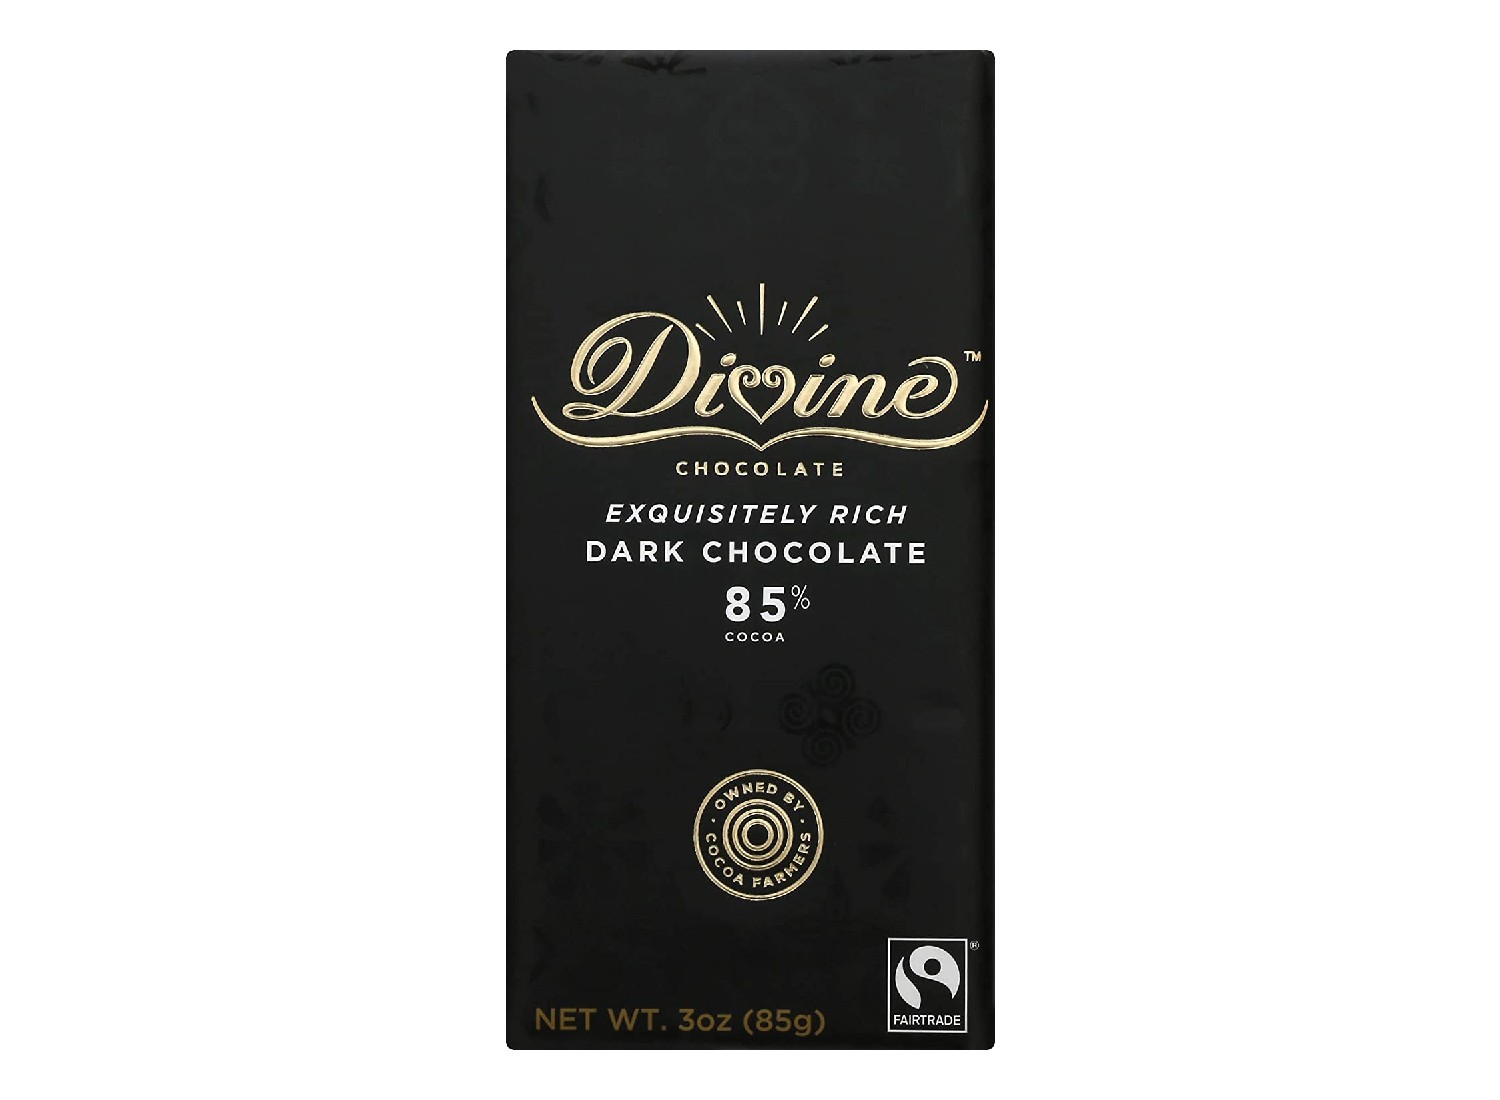 Divine™
CHOCOLATE
EXQUISITELY RICH
DARK CHOCOLATE
85%
COCOA
OWNED BY
COCOA FARMERS
NET WT. 3oz (85g)
FAIRTRADE®